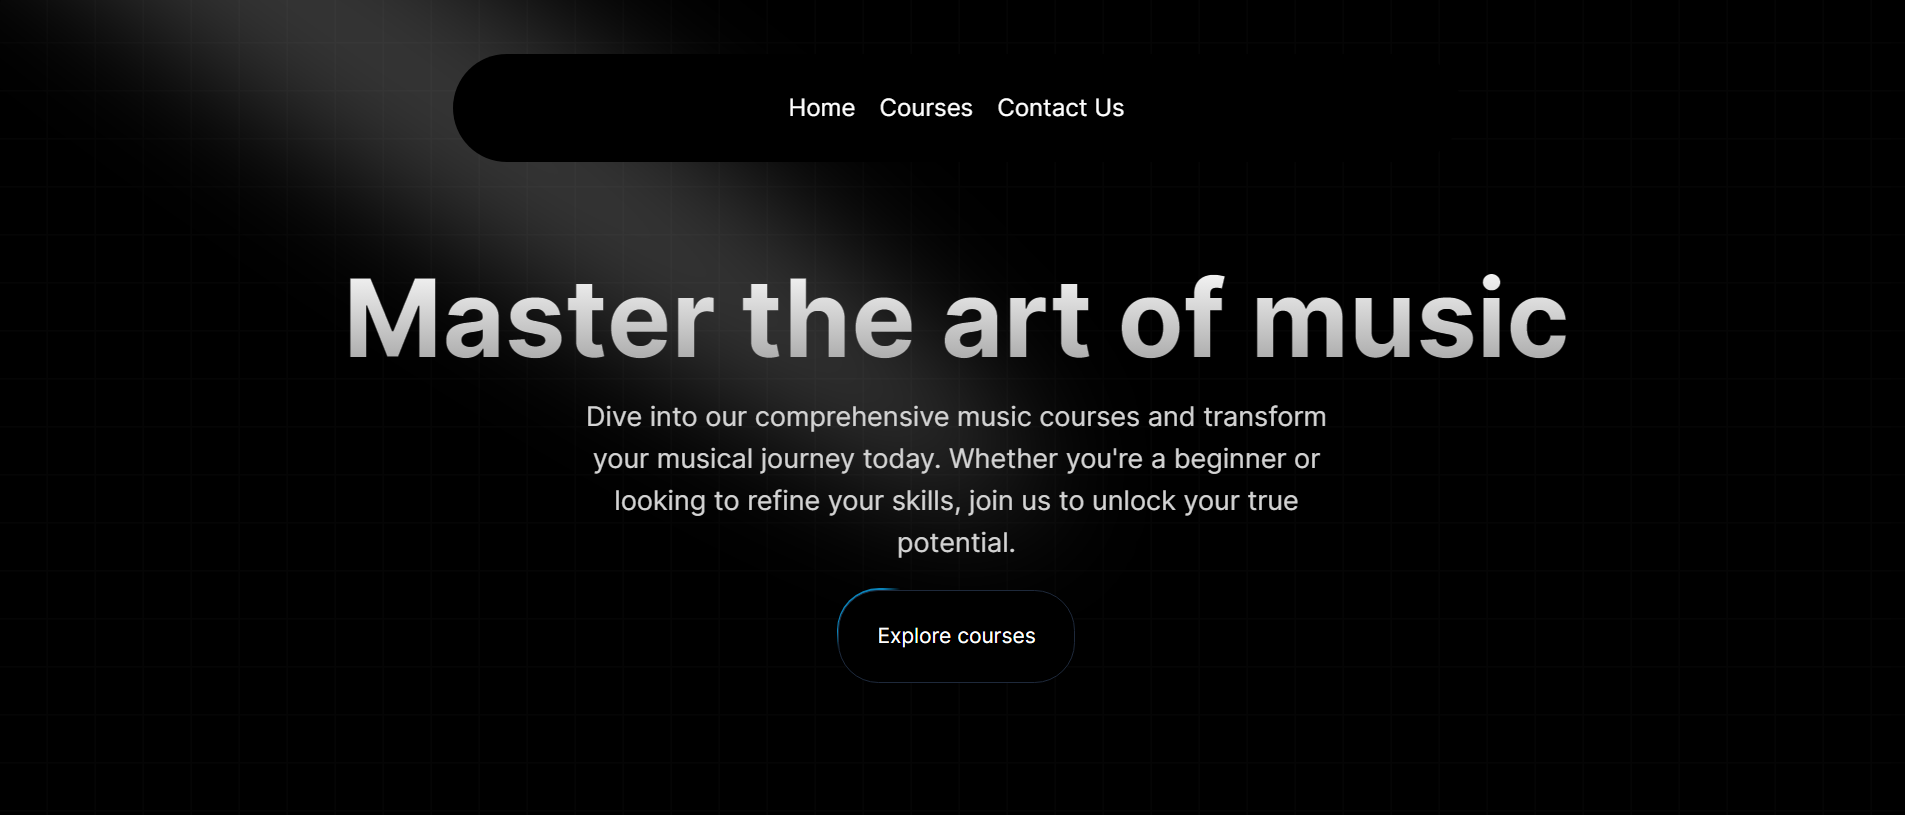 Home Courses Contact Us
Master the art of music
Dive into our comprehensive music courses and transform
your musical journey today. Whether you're a beginner or
looking to refine your skills, join us to unlock your true
potential.
Explore courses